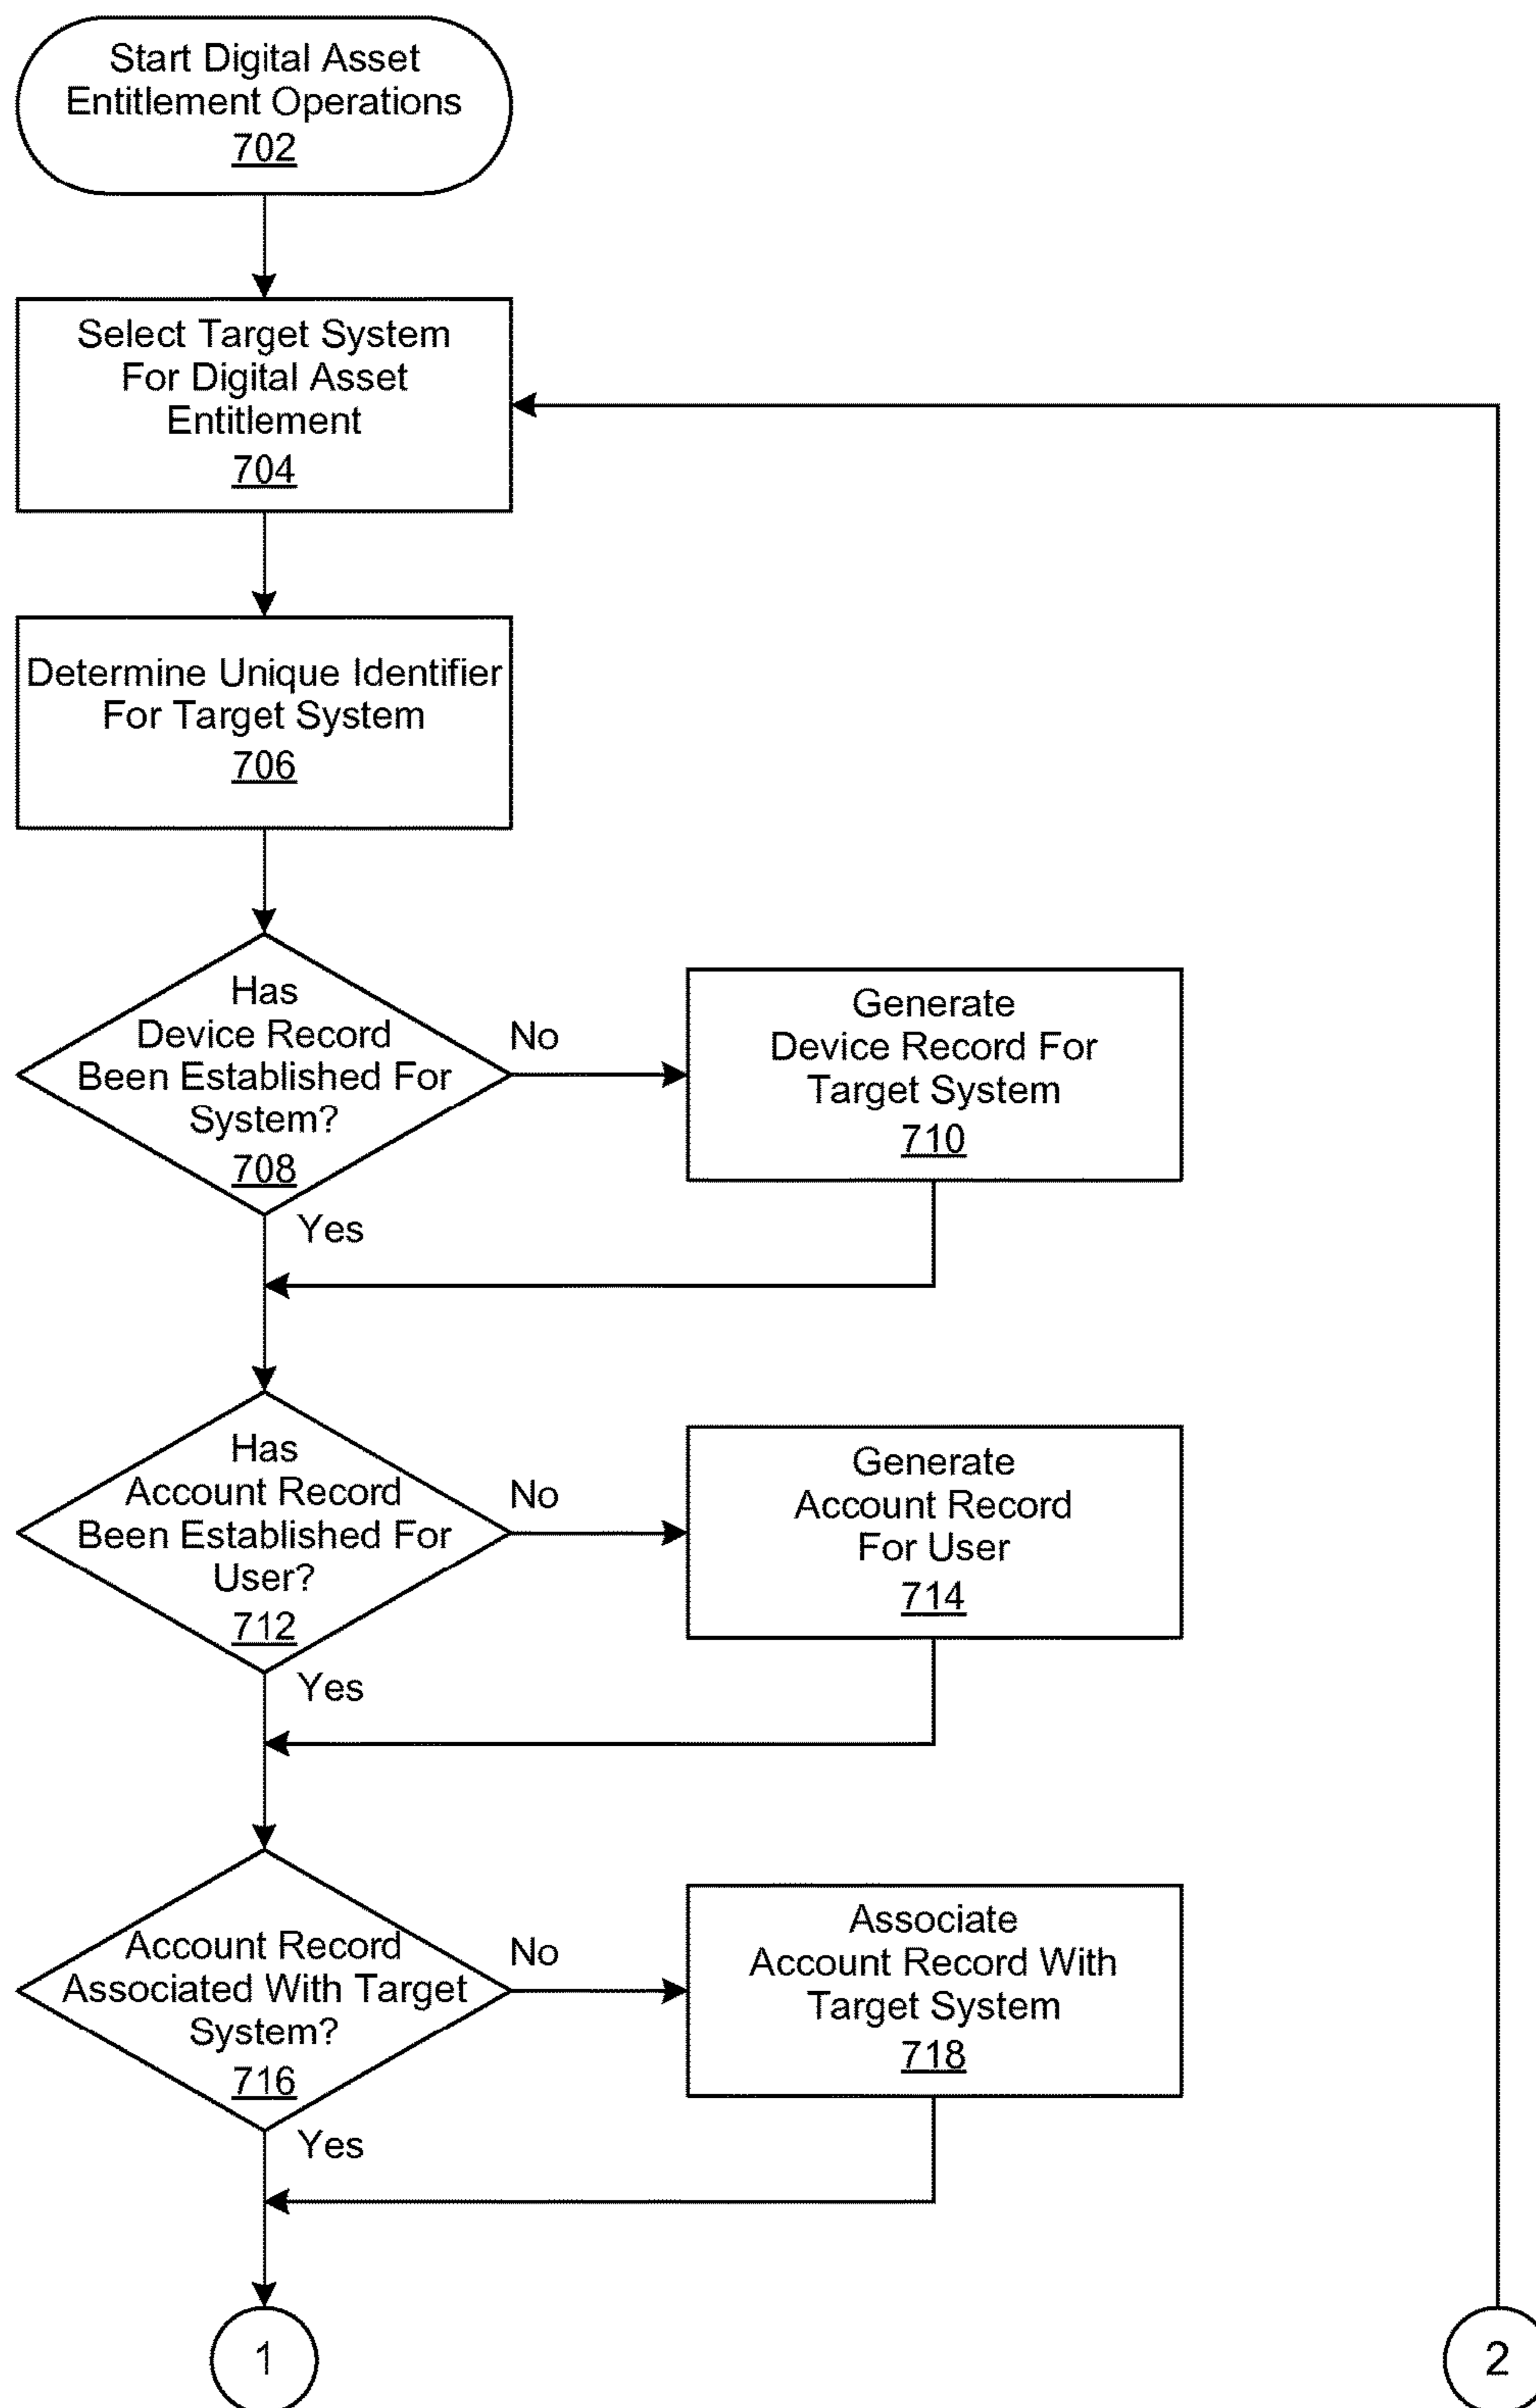 Start Digital Asset
Entitlement Operations
702
Select Target System
For Digital Asset
Entitlement
704
Determine Unique Identifier
For Target System
706
Has
Device Record
Been Established For
System?
708
No
Generate
Device Record For
Target System
710
Yes
Has
Account Record
Been Established For
User?
712
No
Generate
Account Record
For User
714
Yes
Account Record
Associated With Target
System?
716
No
Associate
Account Record With
Target System
718
Yes
1
2